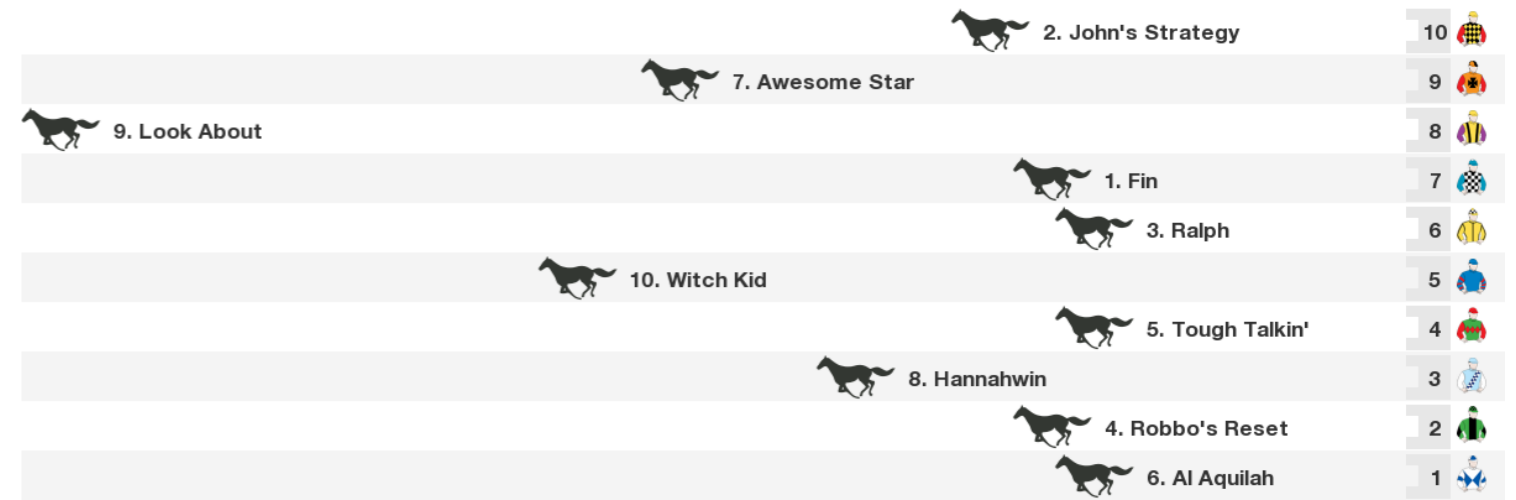 2. John's Strategy 10
7. Awesome Star 9
9. Look About 8
1. Fin 7
3. Ralph 6
10. Witch Kid 5
5. Tough Talkin' 4
8. Hannahwin 3
4. Robbo's Reset 2
6. Al Aquilah 1